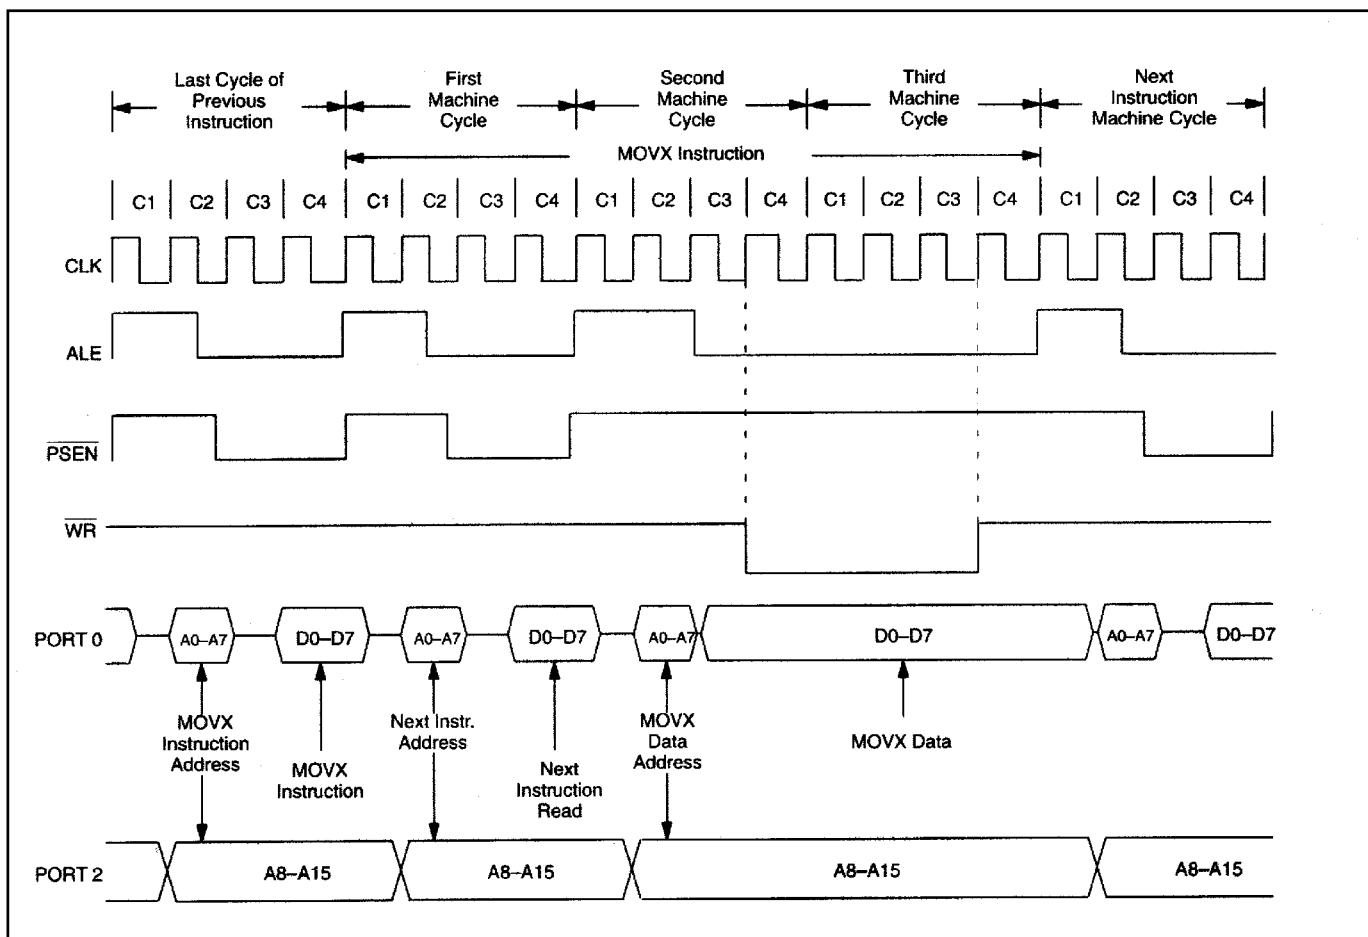 Last Cycle of
Previous
Instruction
First
Machine
Cycle
Second
Machine
Cycle
Third
Machine
Cycle
Next
Instruction
Machine Cycle
MOVX Instruction
C1 C2 C3 C4 C1 C2 C3 C4 C1 C2 C3 C4 C1 C2 C3 C4 C1 C2 C3 C4
CLK
ALE
PSEN
WR
PORT 0
A0–A7 D0–D7 A0–A7 D0–D7 A0–A7 D0–D7 A0–A7 D0–D7
MOVX
Instruction
Address
MOVX
Instruction
Next Instr.
Address
Next
Instruction
Read
MOVX
Data
Address
MOVX Data
PORT 2
A8–A15 A8–A15 A8–A15 A8–A15